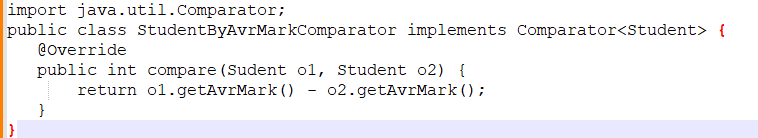 import java.util.Comparator;
public class StudentByAvrMarkComparator implements Comparator<Student> {
@Override
public int compare(Sudent o1, Student o2) {
return o1.getAvrMark() - o2.getAvrMark();
}
}